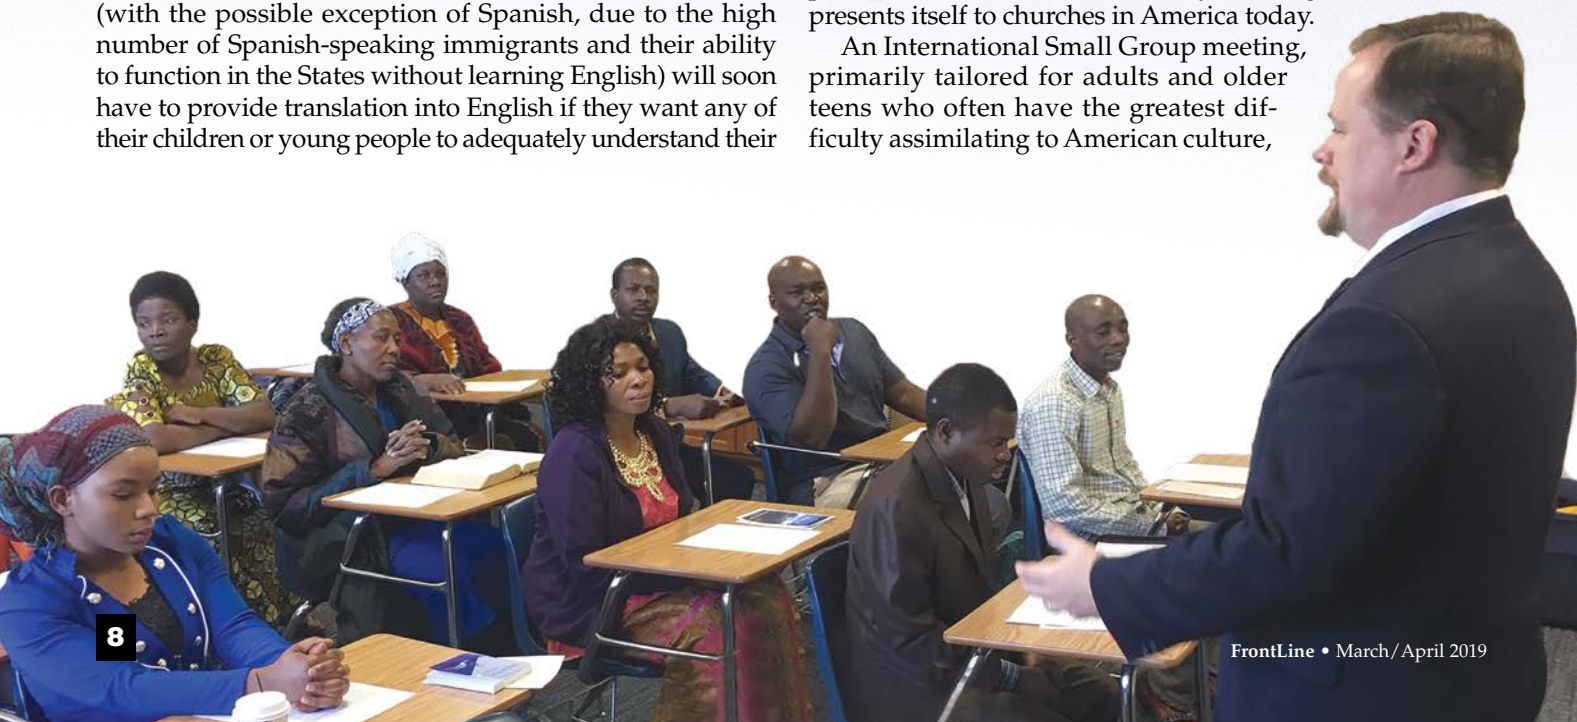 (with the possible exception of Spanish, due to the high
number of Spanish-speaking immigrants and their ability
to function in the States without learning English) will soon
have to provide translation into English if they want any of
their children or young people to adequately understand their
presents itself to churches in America today.
An International Small Group meeting,
primarily tailored for adults and older
teens who often have the greatest dif-
ficulty assimilating to American culture,
8
FrontLine • March/April 2019